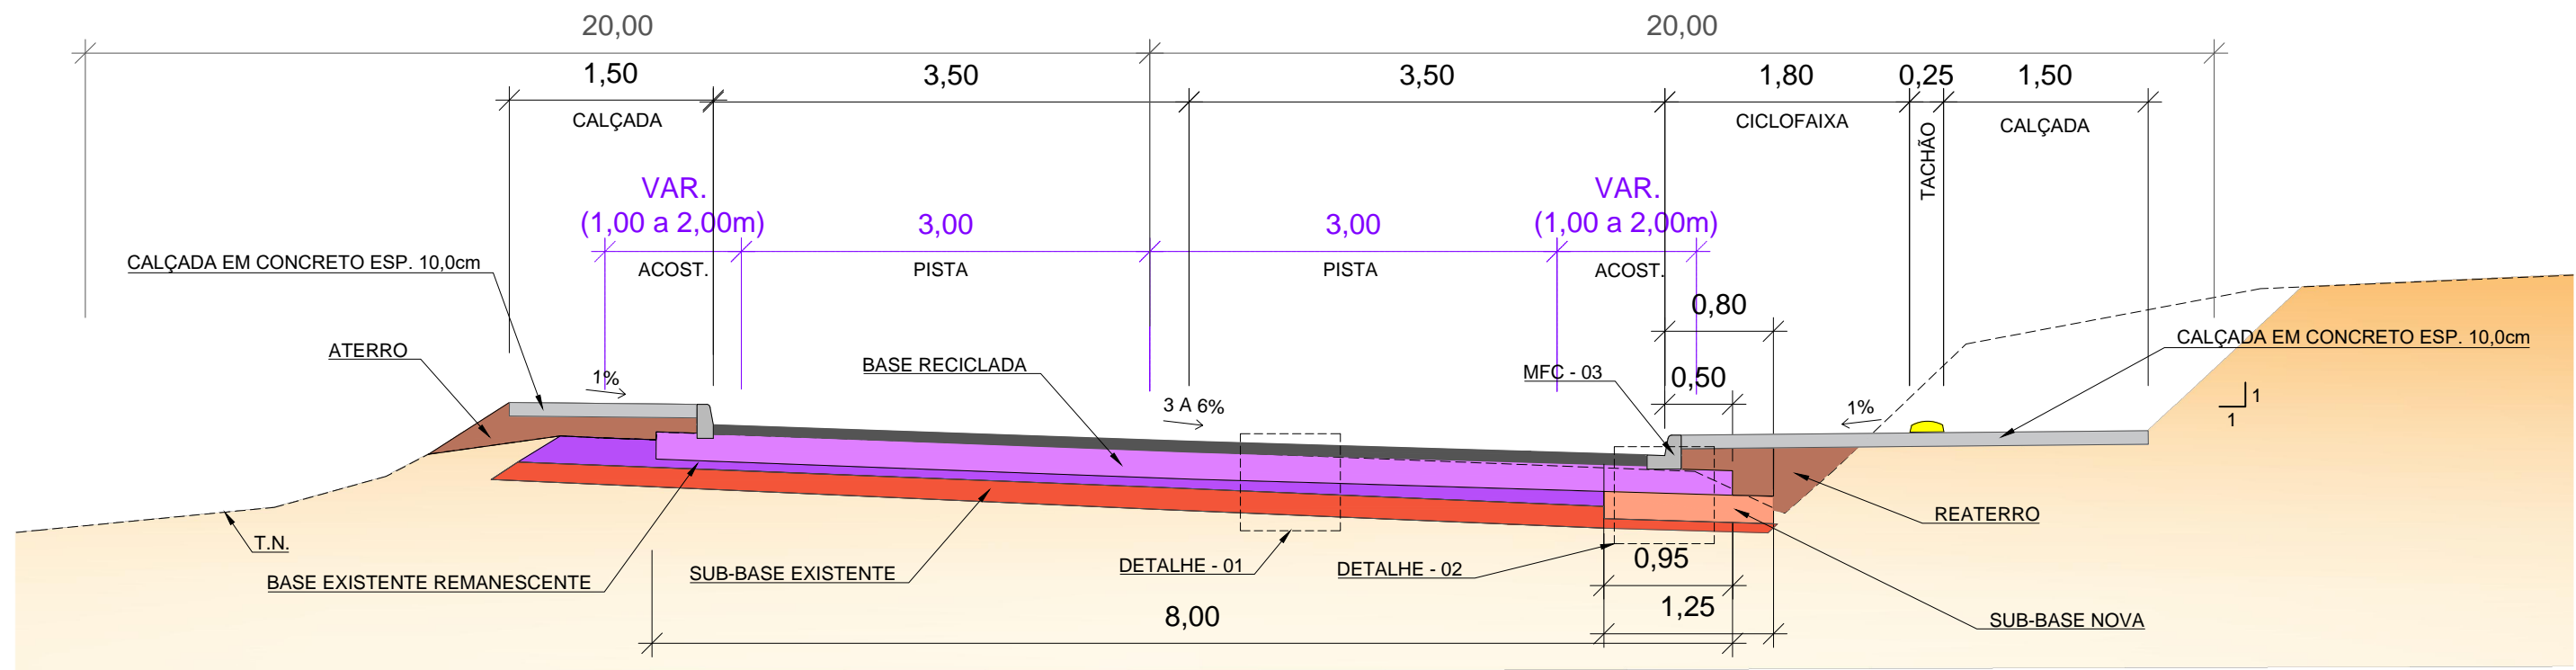 20,00
20,00
1,50
3,50
3,50
1,80
0,25
1,50
CALÇADA
CICLOFAIXA
TACHÃO
CALÇADA
VAR.
(1,00 a 2,00m)
3,00
3,00
VAR.
(1,00 a 2,00m)
ACOST.
PISTA
PISTA
ACOST.
CALÇADA EM CONCRETO ESP. 10,0cm
0,80
CALÇADA EM CONCRETO ESP. 10,0cm
ATERRO
BASE RECICLADA
MFC - 03
0,50
1%
3 A 6%
1%
1
1
T.N.
BASE EXISTENTE REMANESCENTE
SUB-BASE EXISTENTE
DETALHE - 01
DETALHE - 02
REATERRO
0,95
1,25
8,00
SUB-BASE NOVA